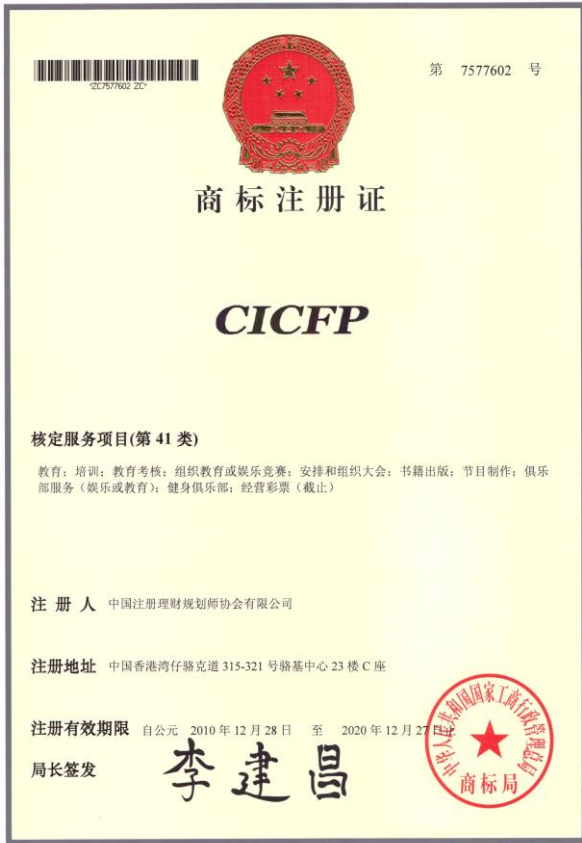 *ZC7577602 ZC*
第 7577602 号
商标注册证
CICFP
核定服务项目(第 41 类)
教育；培训；教育考核；组织教育或娱乐竞赛；安排和组织大会；书籍出版；节目制作；俱乐
部服务（娱乐或教育）；健身俱乐部；经营彩票（截止）
注 册 人 中国注册理财规划师协会有限公司
注册地址 中国香港湾仔骆克道 315-321 号骆基中心 23 楼 C 座
注册有效期限 自公元 2010 年 12 月 28 日 至 2020 年 12 月 27 日止
局长签发 李建昌
中华人民共和国国家工商行政管理总局
商标局